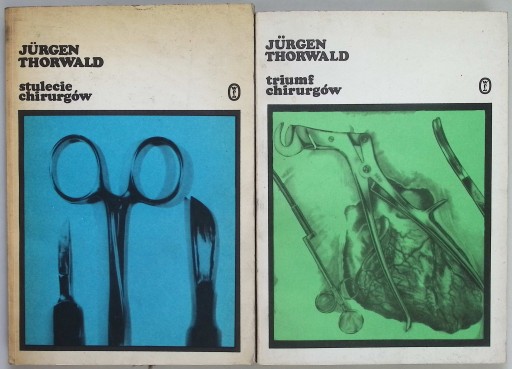 JÜRGEN
THORWALD
stulecie
chirurgów
JÜRGEN
THORWALD
triumf
chirurgów